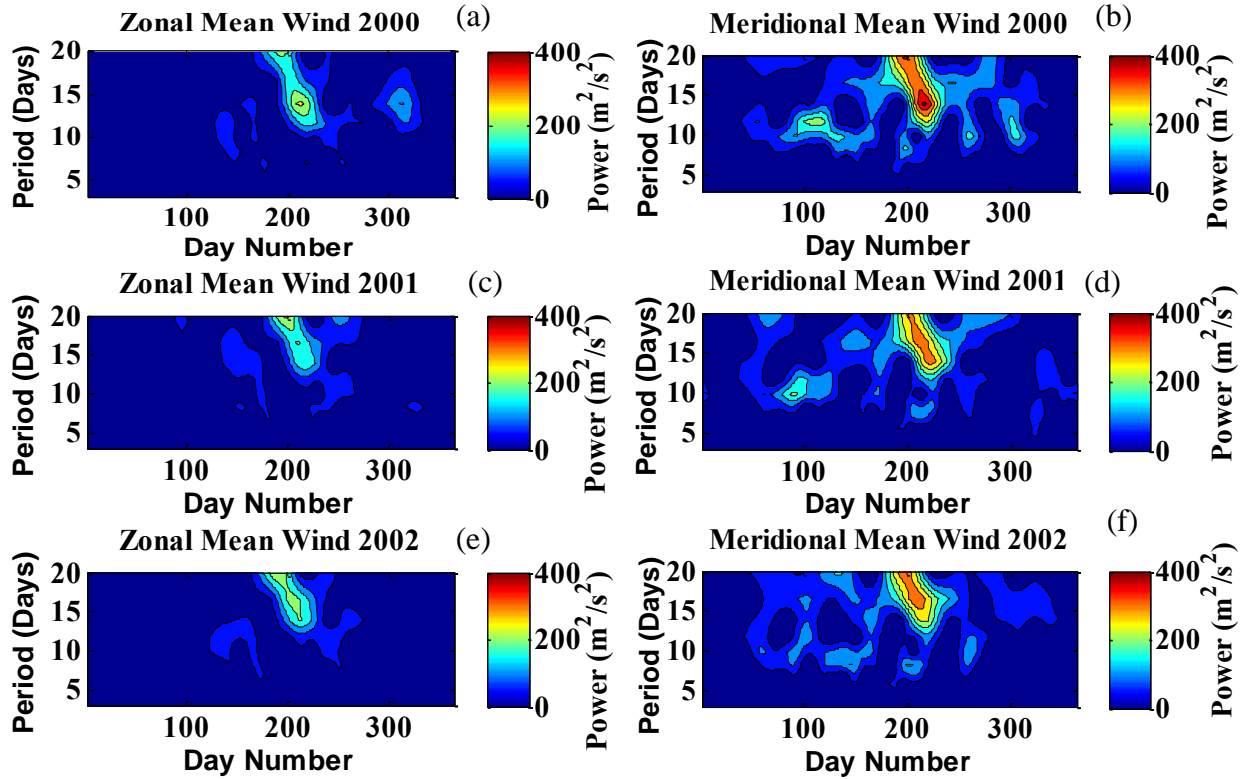 Zonal Mean Wind 2000 (a)
20
15
10
5
Period (Days)
100 200 300
Day Number
400
200
0
Power (m²/s²)
Meridional Mean Wind 2000 (b)
20
15
10
5
Period (Days)
100 200 300
Day Number
400
200
0
Power (m²/s²)
Zonal Mean Wind 2001 (c)
20
15
10
5
Period (Days)
100 200 300
Day Number
400
200
0
Power (m²/s²)
Meridional Mean Wind 2001 (d)
20
15
10
5
Period (Days)
100 200 300
Day Number
400
200
0
Power (m²/s²)
Zonal Mean Wind 2002 (e)
20
15
10
5
Period (Days)
100 200 300
Day Number
400
200
0
Power (m²/s²)
Meridional Mean Wind 2002 (f)
20
15
10
5
Period (Days)
100 200 300
Day Number
400
200
0
Power (m²/s²)